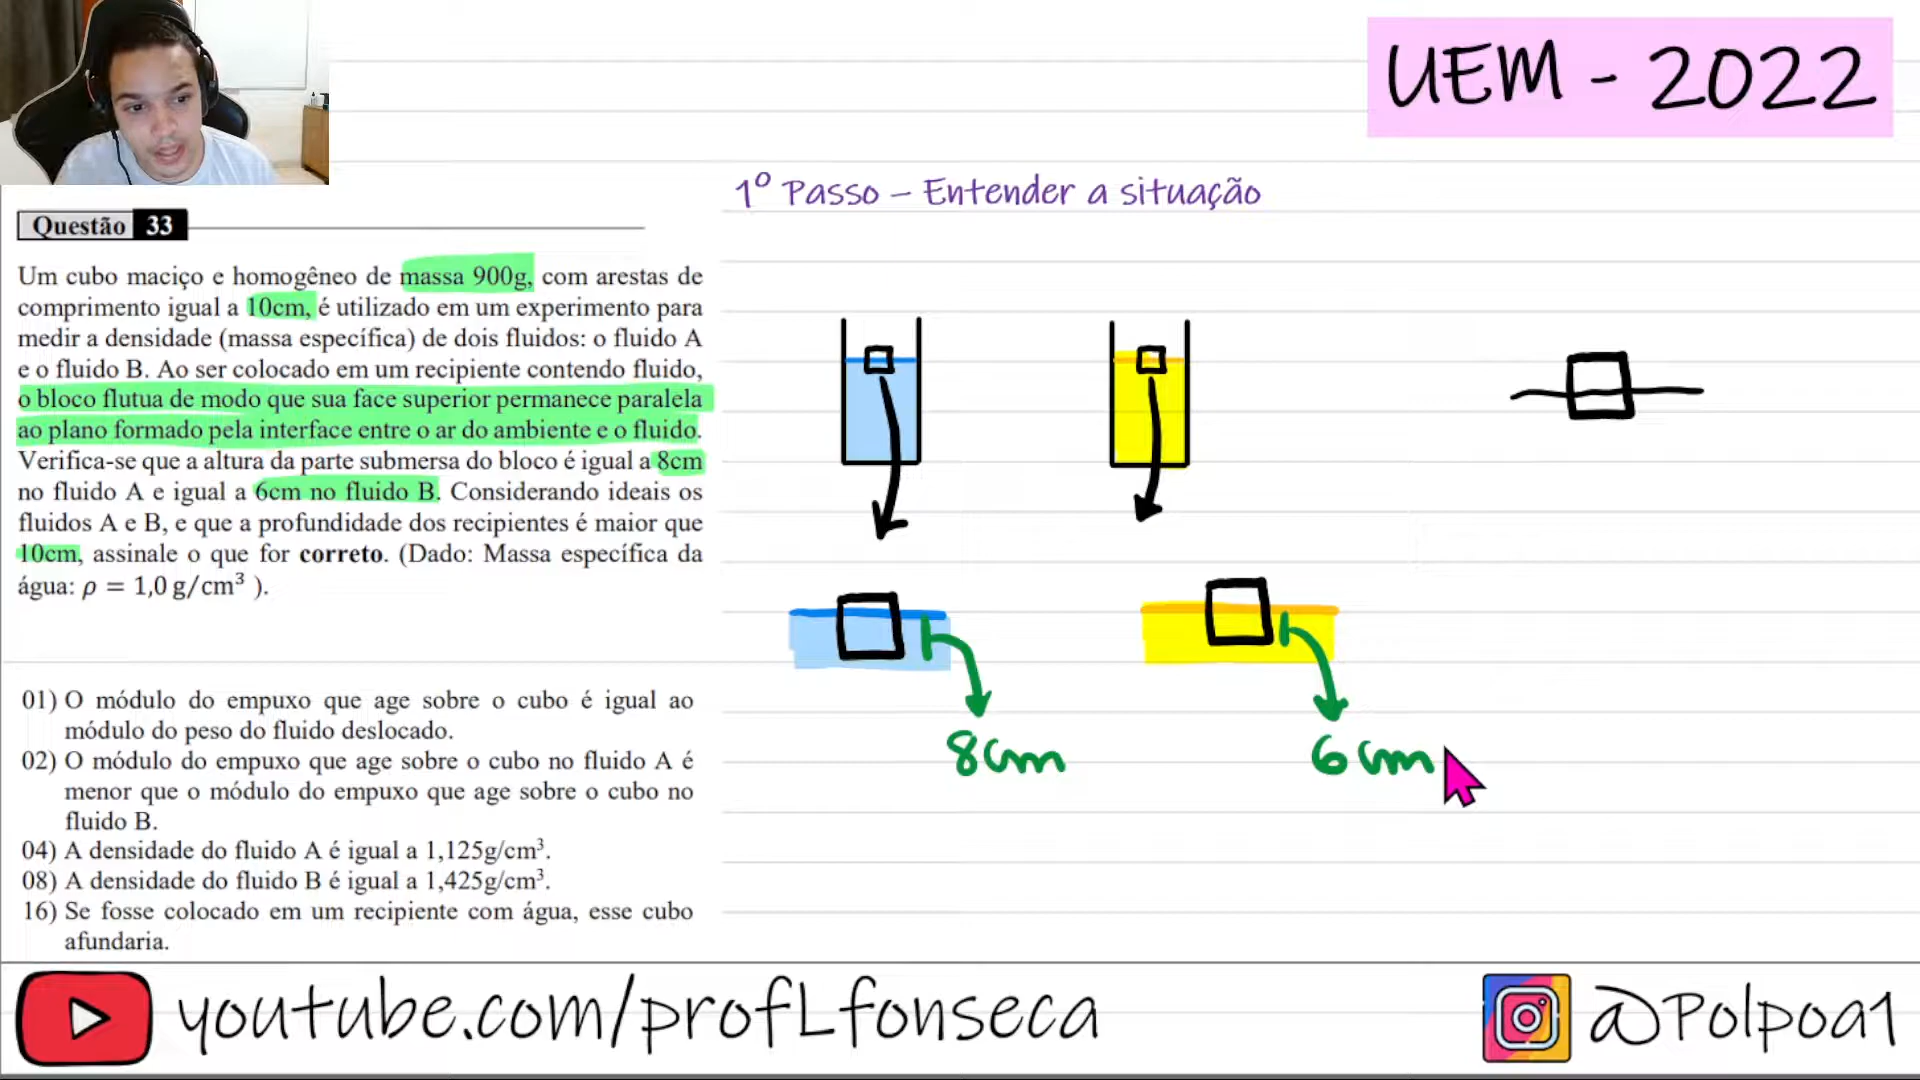 UEM - 2022
1º Passo – Entender a situação
Questão 33
Um cubo maciço e homogêneo de massa 900g, com arestas de
comprimento igual a 10cm, é utilizado em um experimento para
medir a densidade (massa específica) de dois fluidos: o fluido A
e o fluido B. Ao ser colocado em um recipiente contendo fluido,
o bloco flutua de modo que sua face superior permanece paralela
ao plano formado pela interface entre o ar do ambiente e o fluido.
Verifica-se que a altura da parte submersa do bloco é igual a 8cm
no fluido A e igual a 6cm no fluido B. Considerando ideais os
fluidos A e B, e que a profundidade dos recipientes é maior que
10cm, assinale o que for correto. (Dado: Massa específica da
água: ρ = 1,0 g/cm³ ).
01) O módulo do empuxo que age sobre o cubo é igual ao
módulo do peso do fluido deslocado.
02) O módulo do empuxo que age sobre o cubo no fluido A é
menor que o módulo do empuxo que age sobre o cubo no
fluido B.
04) A densidade do fluido A é igual a 1,125g/cm³.
08) A densidade do fluido B é igual a 1,425g/cm³.
16) Se fosse colocado em um recipiente com água, esse cubo
afundaria.
8cm
6cm
youtube.com/profLfonseca
@Polpoa1